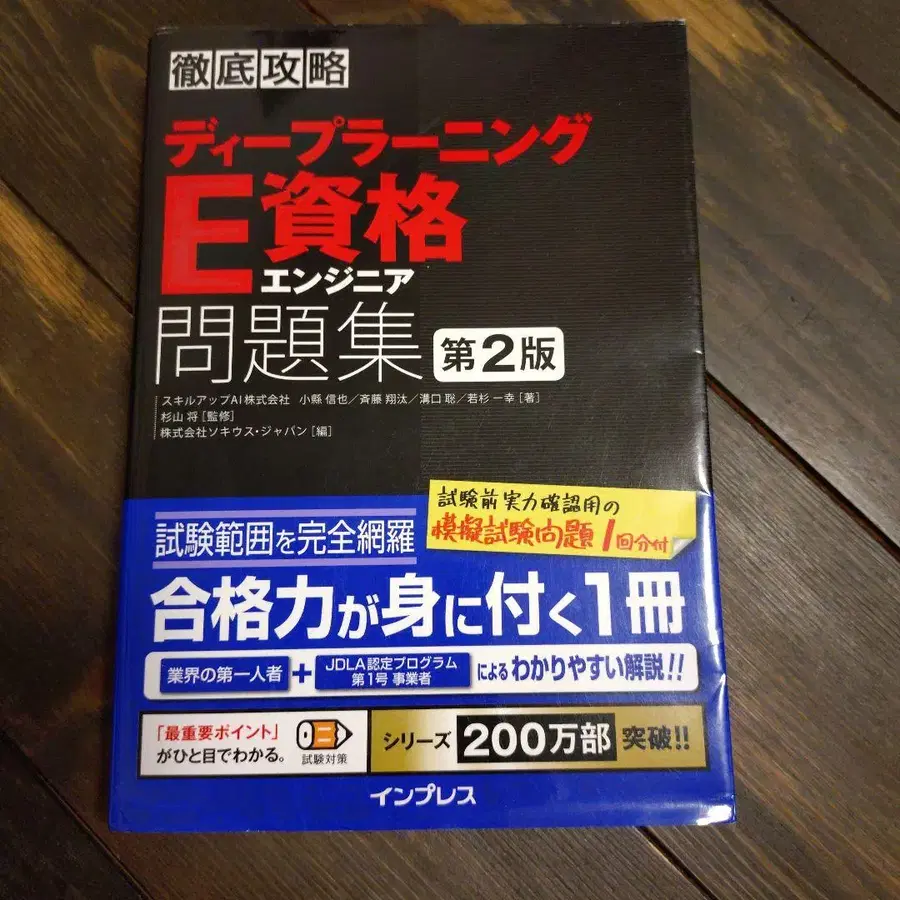 徹底攻略
ディープラーニング
E資格
エンジニア
問題集 第2版
スキルアップAI株式会社 小縣 信也／斉藤 翔汰／溝口 聡／若杉 一幸［著］
杉山 将［監修］
株式会社ソキウス・ジャパン［編］
試験範囲を完全網羅
試験前実力確認用の
模擬試験問題1回分付
合格力が身に付く1冊
業界の第一人者＋JDLA認定プログラム
第1号 事業者
によるわかりやすい解説!!
「最重要ポイント」
がひと目でわかる。
試験対策
シリーズ200万部突破!!
インプレス